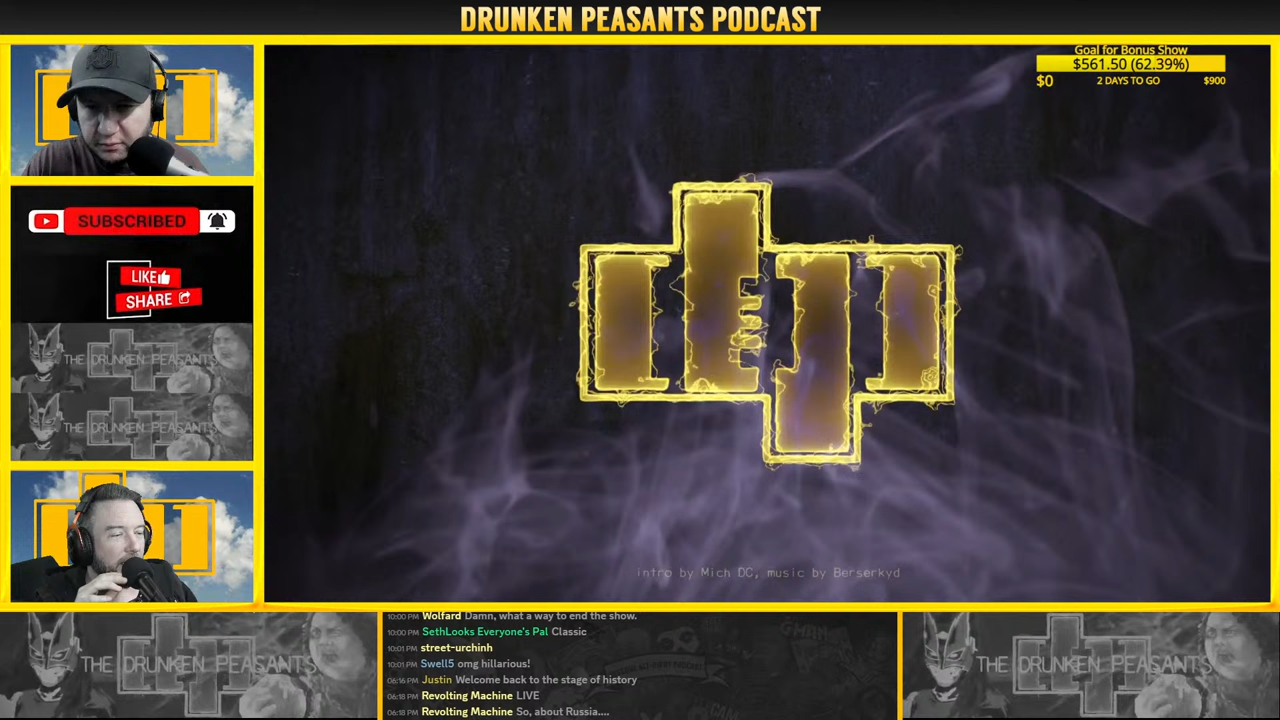 DRUNKEN PEASANTS PODCAST
Goal for Bonus Show
$561.50 (62.39%)
$0 2 DAYS TO GO $900
SUBSCRIBED
LIKE
SHARE
THE DRUNKEN PEASANTS
THE DRUNKEN PEASANTS
intro by Mich DC, music by Berserkyd
10:00 PM Wolfard Damn, what a way to end the show.
10:00 PM SethLooks Everyone's Pal Classic
10:01 PM street-urchinh
10:01 PM Swell5 omg hillarious!
06:16 PM Justin Welcome back to the stage of history
06:18 PM Revolting Machine LIVE
06:18 PM Revolting Machine So, about Russia....
THE DRUNKEN PEASANTS
THE DRUNKEN PEASANTS